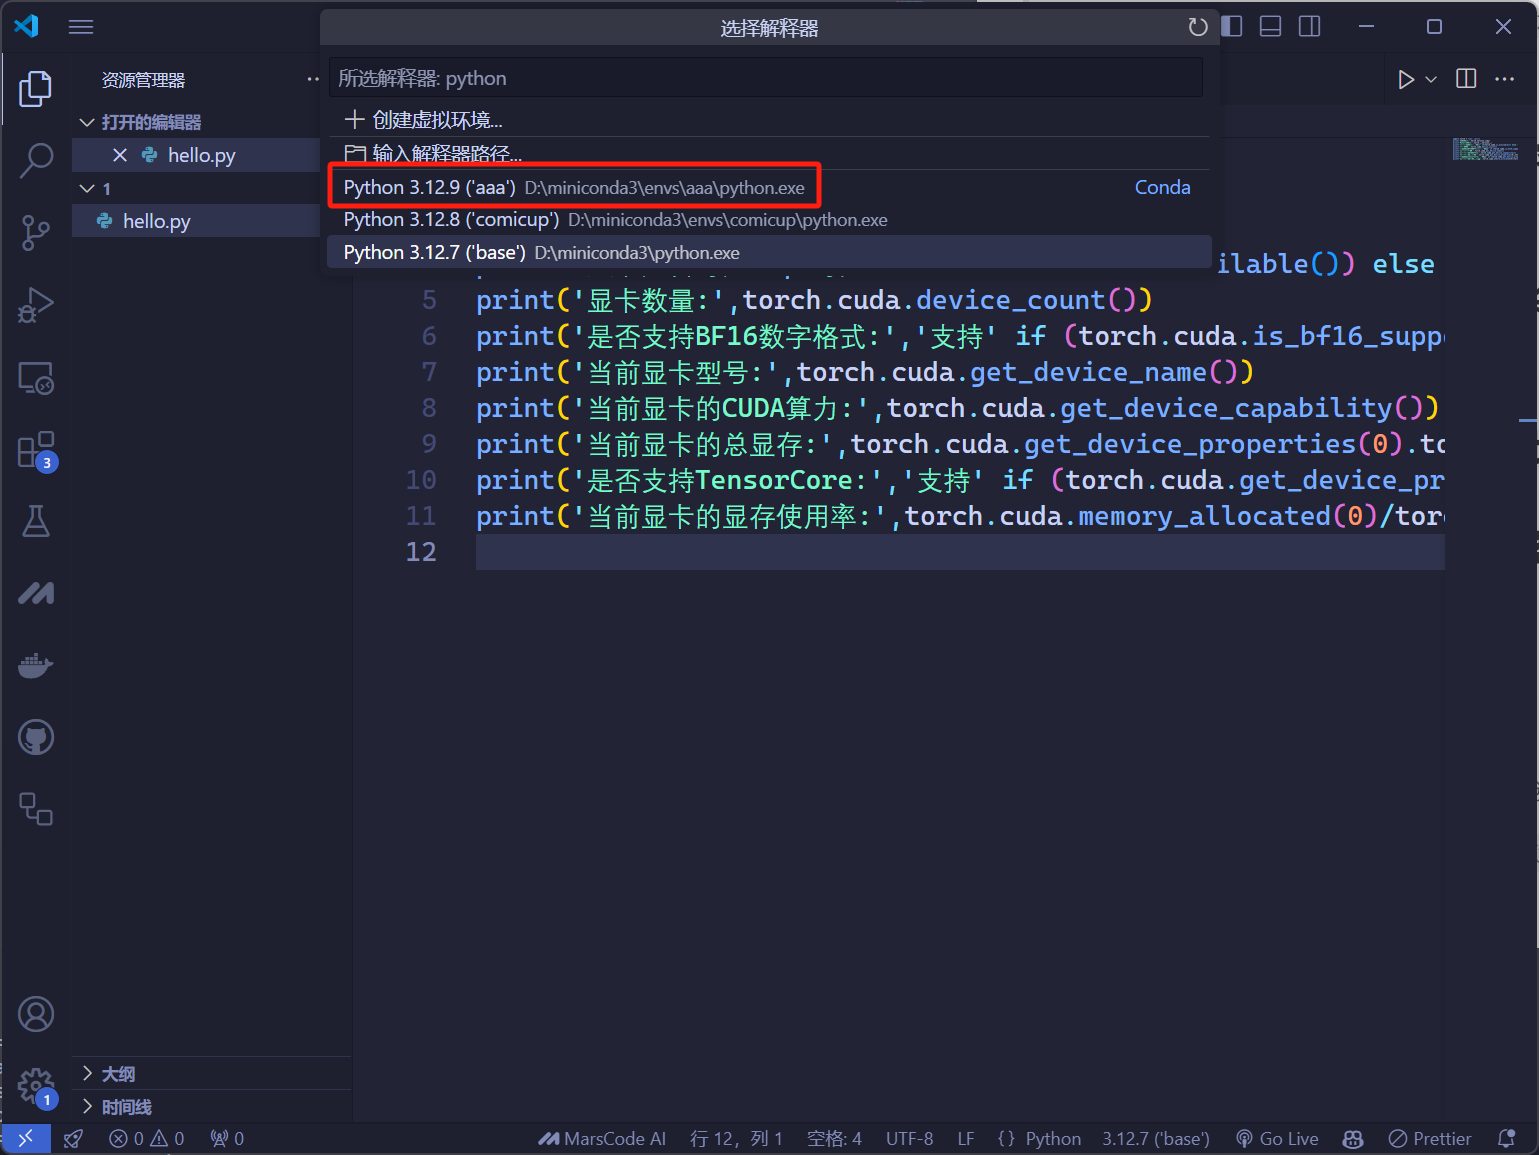 选择解释器
所选解释器: python
创建虚拟环境...
输入解释器路径...
Python 3.12.9 ('aaa') D:\miniconda3\envs\aaa\python.exe Conda
Python 3.12.8 ('comicup') D:\miniconda3\envs\comicup\python.exe
Python 3.12.7 ('base') D:\miniconda3\python.exe
资源管理器
打开的编辑器
hello.py
1
hello.py
ilable()) else
5 print('显卡数量:',torch.cuda.device_count())
6 print('是否支持BF16数字格式:','支持' if (torch.cuda.is_bf16_supp
7 print('当前显卡型号:',torch.cuda.get_device_name())
8 print('当前显卡的CUDA算力:',torch.cuda.get_device_capability())
9 print('当前显卡的总显存:',torch.cuda.get_device_properties(0).to
10 print('是否支持TensorCore:','支持' if (torch.cuda.get_device_pr
11 print('当前显卡的显存使用率:',torch.cuda.memory_allocated(0)/tor
12
3
1
大纲
时间线
0 0 0 MarsCode AI 行 12, 列 1 空格: 4 UTF-8 LF {} Python 3.12.7 ('base') Go Live Prettier